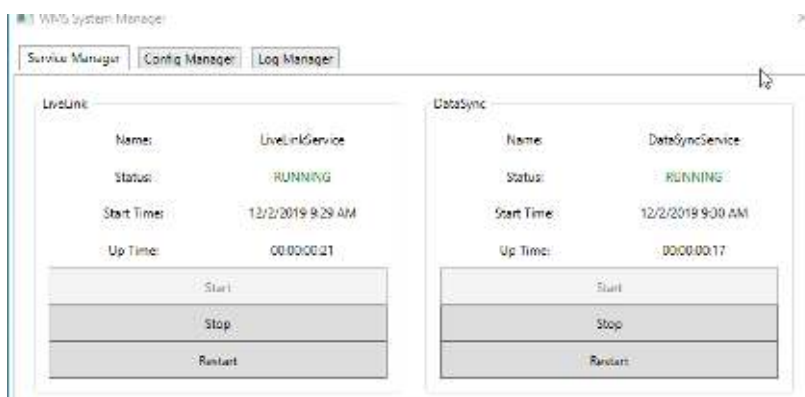 WMS System Manager
Service Manager Config Manager Log Manager
LiveLink DataSync
Name: LiveLinkService Name: DataSyncService
Status: RUNNING Status: RUNNING
Start Time: 12/2/2019 9:29 AM Start Time: 12/2/2019 9:30 AM
Up Time: 00:00:00:21 Up Time: 00:00:00:17
Start Start
Stop Stop
Restart Restart